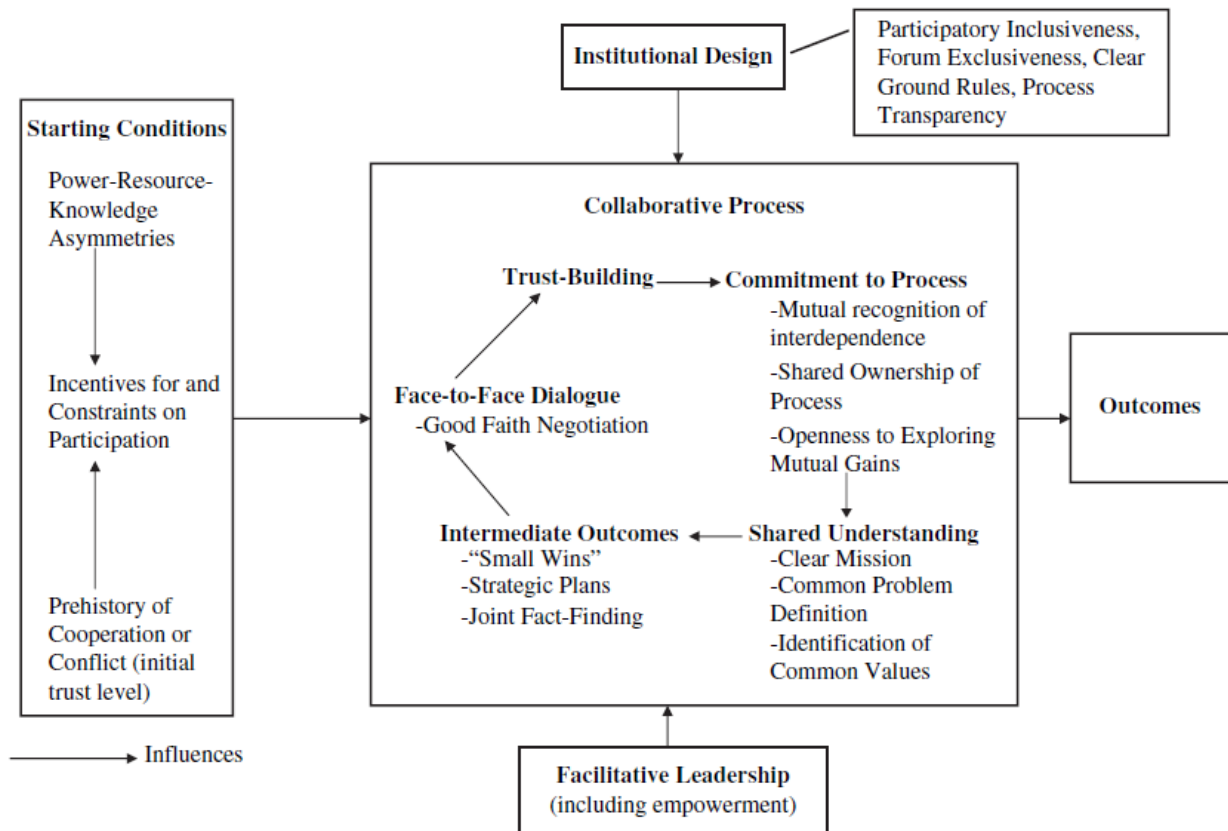 Institutional Design
Participatory Inclusiveness,
Forum Exclusiveness, Clear
Ground Rules, Process
Transparency
Starting Conditions
Power-Resource-
Knowledge
Asymmetries
Incentives for and
Constraints on
Participation
Prehistory of
Cooperation or
Conflict (initial
trust level)
Collaborative Process
Trust-Building
Commitment to Process
-Mutual recognition of
interdependence
-Shared Ownership of
Process
-Openness to Exploring
Mutual Gains
Face-to-Face Dialogue
-Good Faith Negotiation
Intermediate Outcomes
-“Small Wins”
-Strategic Plans
-Joint Fact-Finding
Shared Understanding
-Clear Mission
-Common Problem
Definition
-Identification of
Common Values
Outcomes
Influences
Facilitative Leadership
(including empowerment)